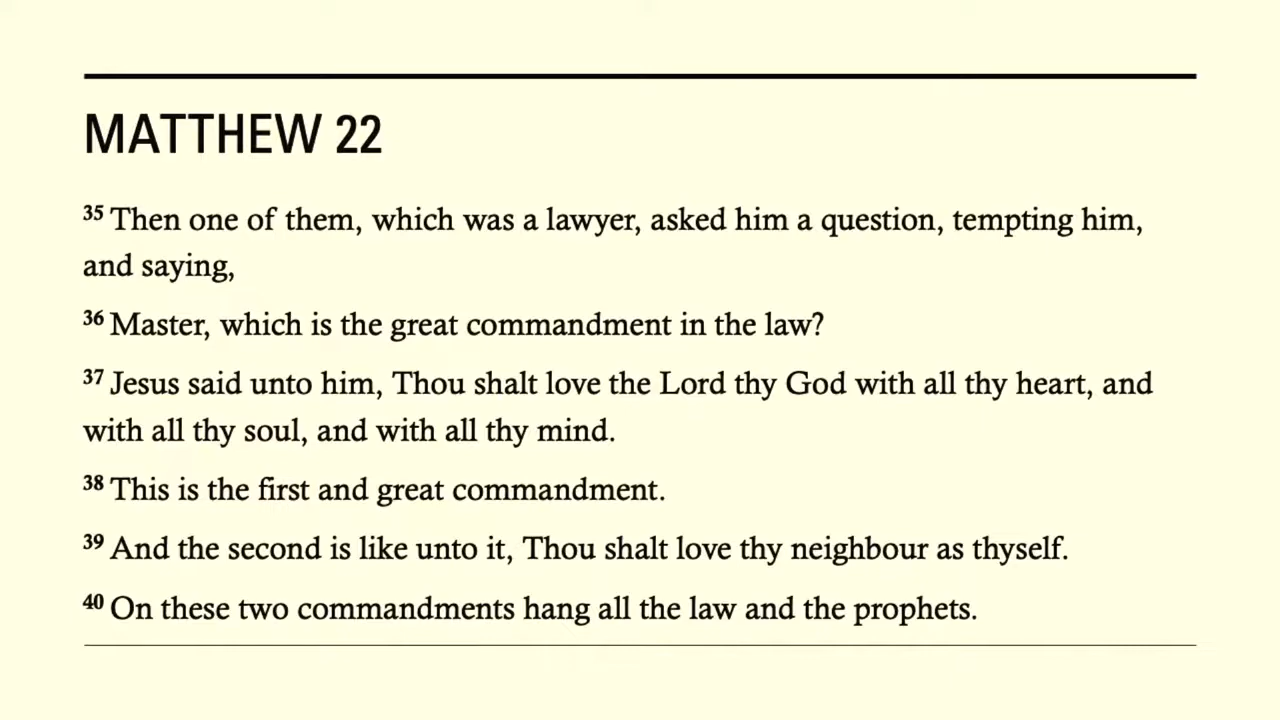 MATTHEW 22
35 Then one of them, which was a lawyer, asked him a question, tempting him,
and saying,
36 Master, which is the great commandment in the law?
37 Jesus said unto him, Thou shalt love the Lord thy God with all thy heart, and
with all thy soul, and with all thy mind.
38 This is the first and great commandment.
39 And the second is like unto it, Thou shalt love thy neighbour as thyself.
40 On these two commandments hang all the law and the prophets.